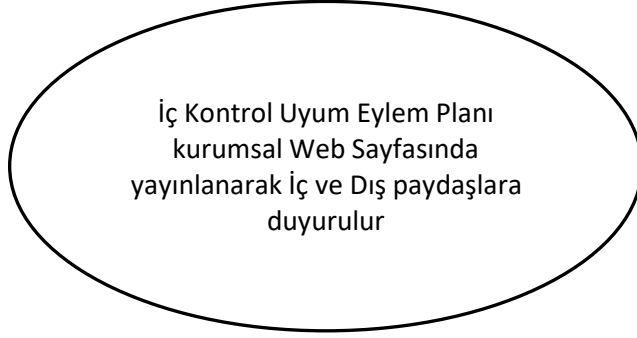 İç Kontrol Uyum Eylem Planı
kurumsal Web Sayfasında
yayınlanarak İç ve Dış paydaşlara
duyurulur